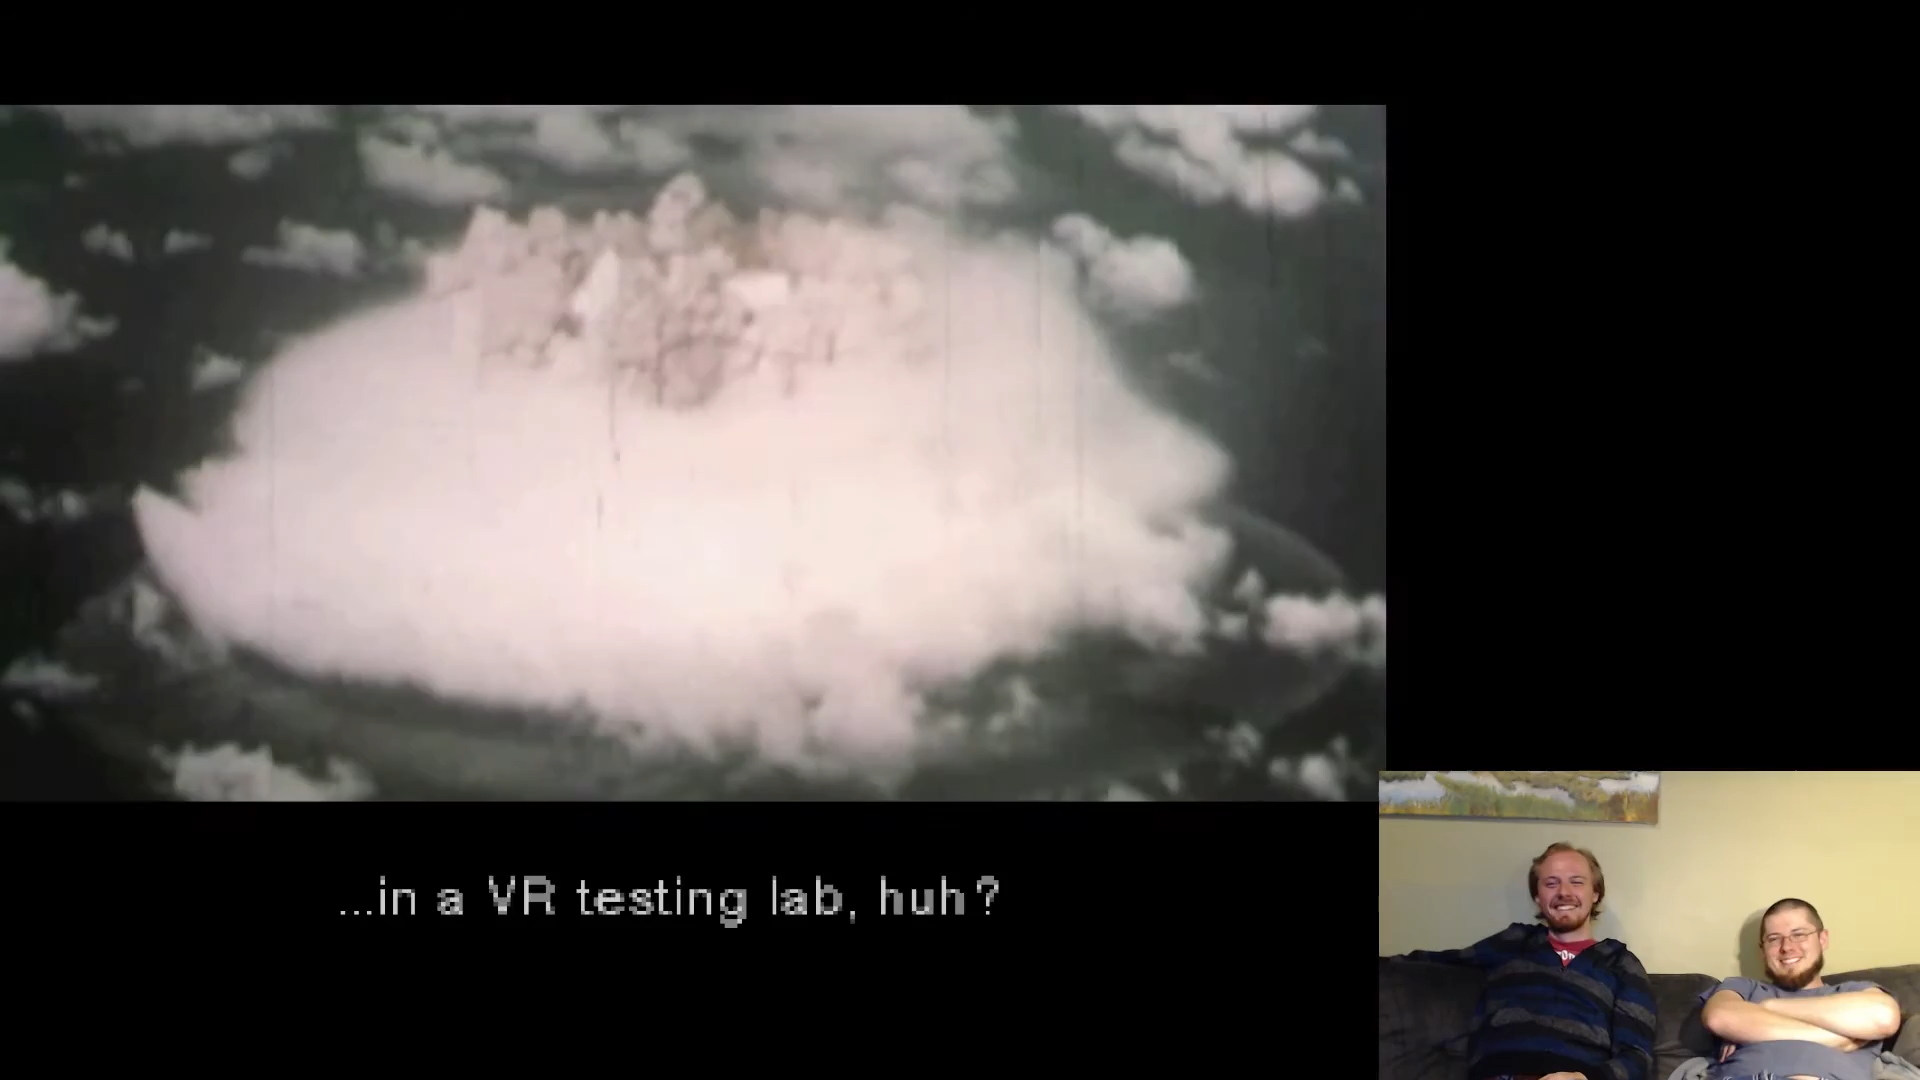 ...in a VR testing lab, huh?